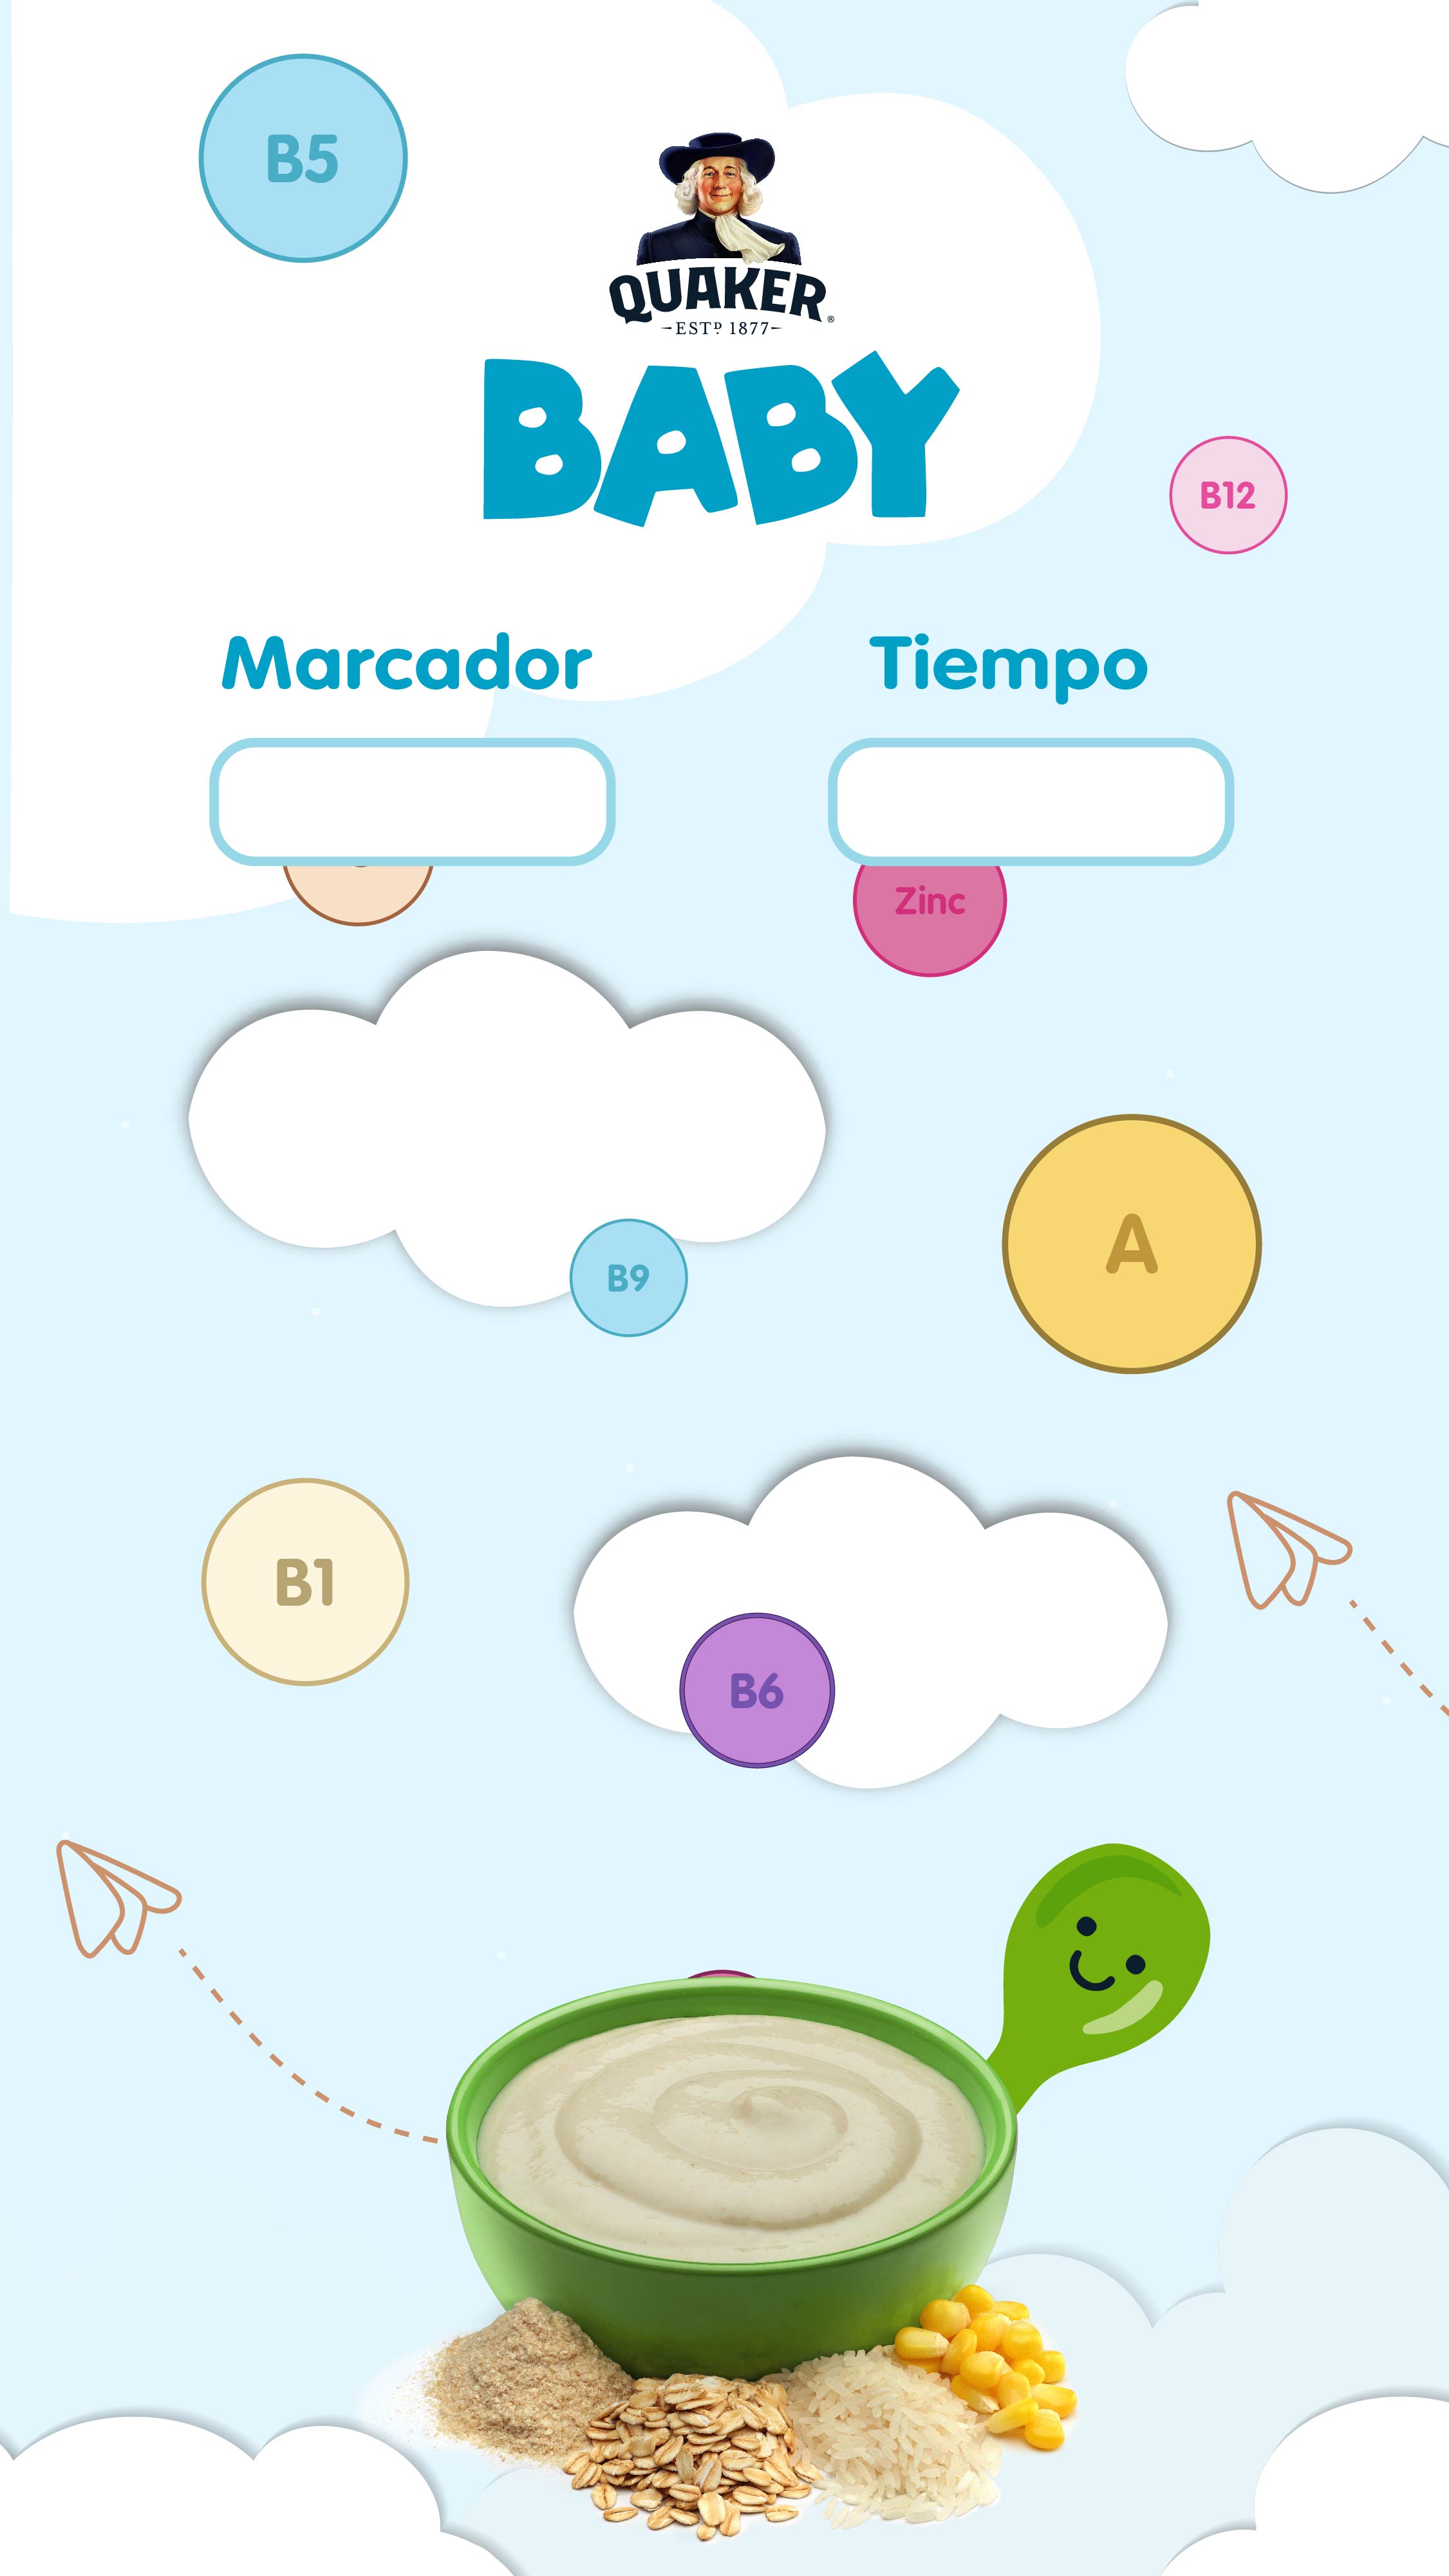 B5
QUAKER®
ESTD 1877
BABY
B12
Marcador
Tiempo
Zinc
B9
A
B1
B6